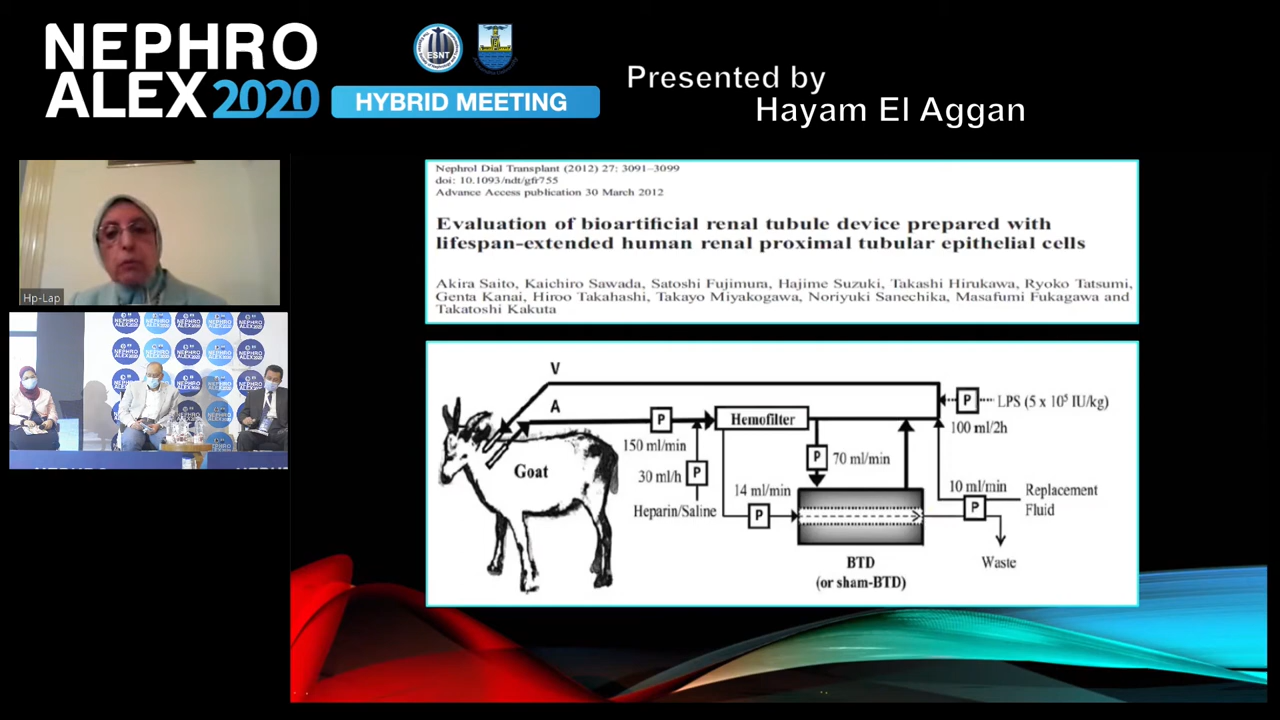 NEPHRO
ALEX2020
HYBRID MEETING
ESNT
Presented by
Hayam El Aggan
Hp-Lap
NEPHRO
ALEX2020
Nephrol Dial Transplant (2012) 27: 3091–3099
doi: 10.1093/ndt/gfr755
Advance Access publication 30 March 2012
Evaluation of bioartificial renal tubule device prepared with
lifespan-extended human renal proximal tubular epithelial cells
Akira Saito, Kaichiro Sawada, Satoshi Fujimura, Hajime Suzuki, Takashi Hirukawa, Ryoko Tatsumi,
Genta Kanai, Hiroo Takahashi, Takayo Miyakogawa, Noriyuki Sanechika, Masafumi Fukagawa and
Takatoshi Kakuta
V
A
P
150 ml/min
30 ml/h
P
Heparin/Saline
Goat
Hemofilter
P
70 ml/min
14 ml/min
P
BTD
(or sham-BTD)
P
LPS (5 x 10⁵ IU/kg)
100 ml/2h
10 ml/min
P
Replacement
Fluid
Waste